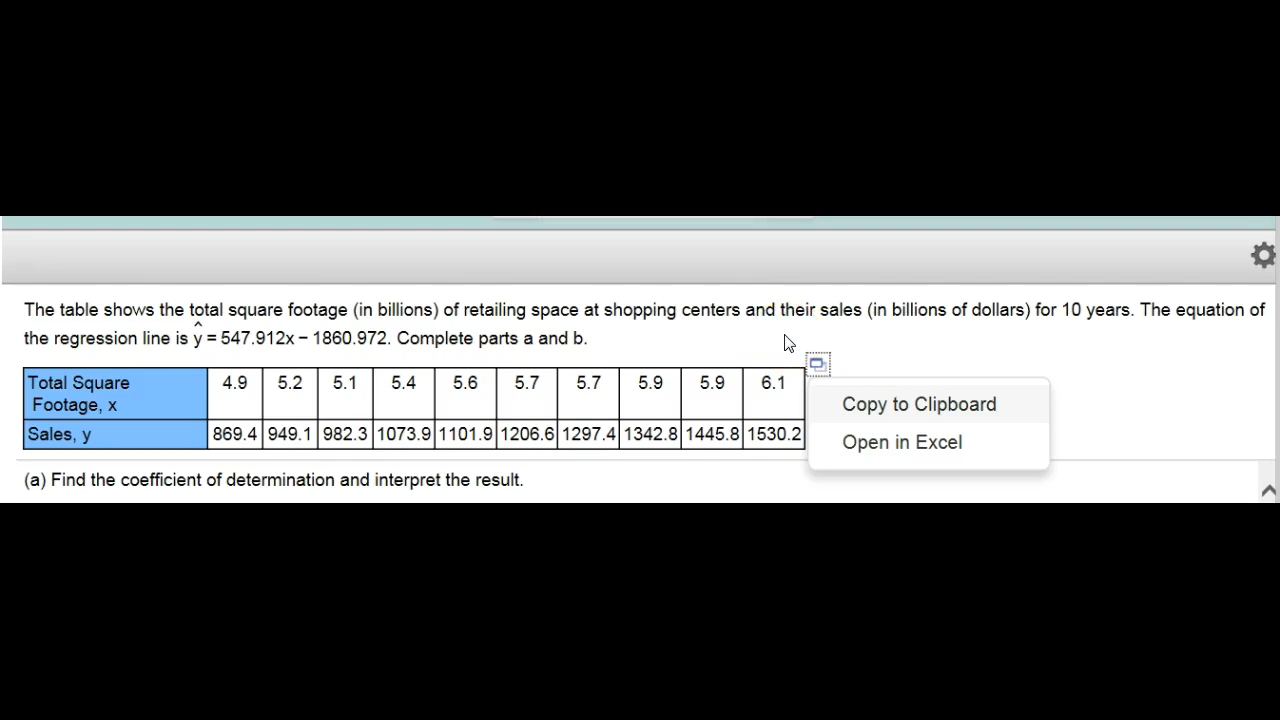 The table shows the total square footage (in billions) of retailing space at shopping centers and their sales (in billions of dollars) for 10 years. The equation of
the regression line is ŷ = 547.912x − 1860.972. Complete parts a and b.
Total Square 4.9 5.2 5.1 5.4 5.6 5.7 5.7 5.9 5.9 6.1
Footage, x
Sales, y 869.4 949.1 982.3 1073.9 1101.9 1206.6 1297.4 1342.8 1445.8 1530.2
Copy to Clipboard
Open in Excel
(a) Find the coefficient of determination and interpret the result.